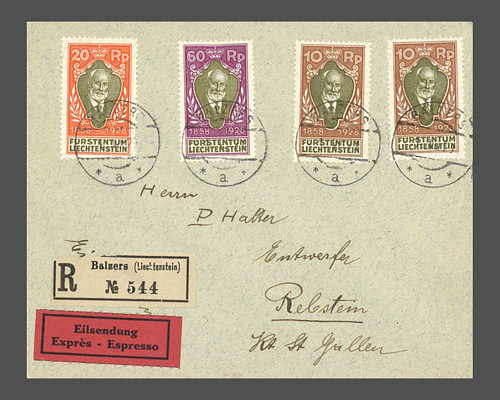 20 Rp
1858 1928
FÜRSTENTUM
LIECHTENSTEIN
60 Rp
1858 1928
FÜRSTENTUM
LIECHTENSTEIN
10 Rp
1858 1928
FÜRSTENTUM
LIECHTENSTEIN
10 Rp
1858 1928
FÜRSTENTUM
LIECHTENSTEIN
* a *
* a *
* a *
* a *
Herrn
P Halter
Entwerfer
Rebstein
Kt St Gallen
R
Balzers (Liechtenstein)
№ 544
Eilsendung
Exprès - Espresso